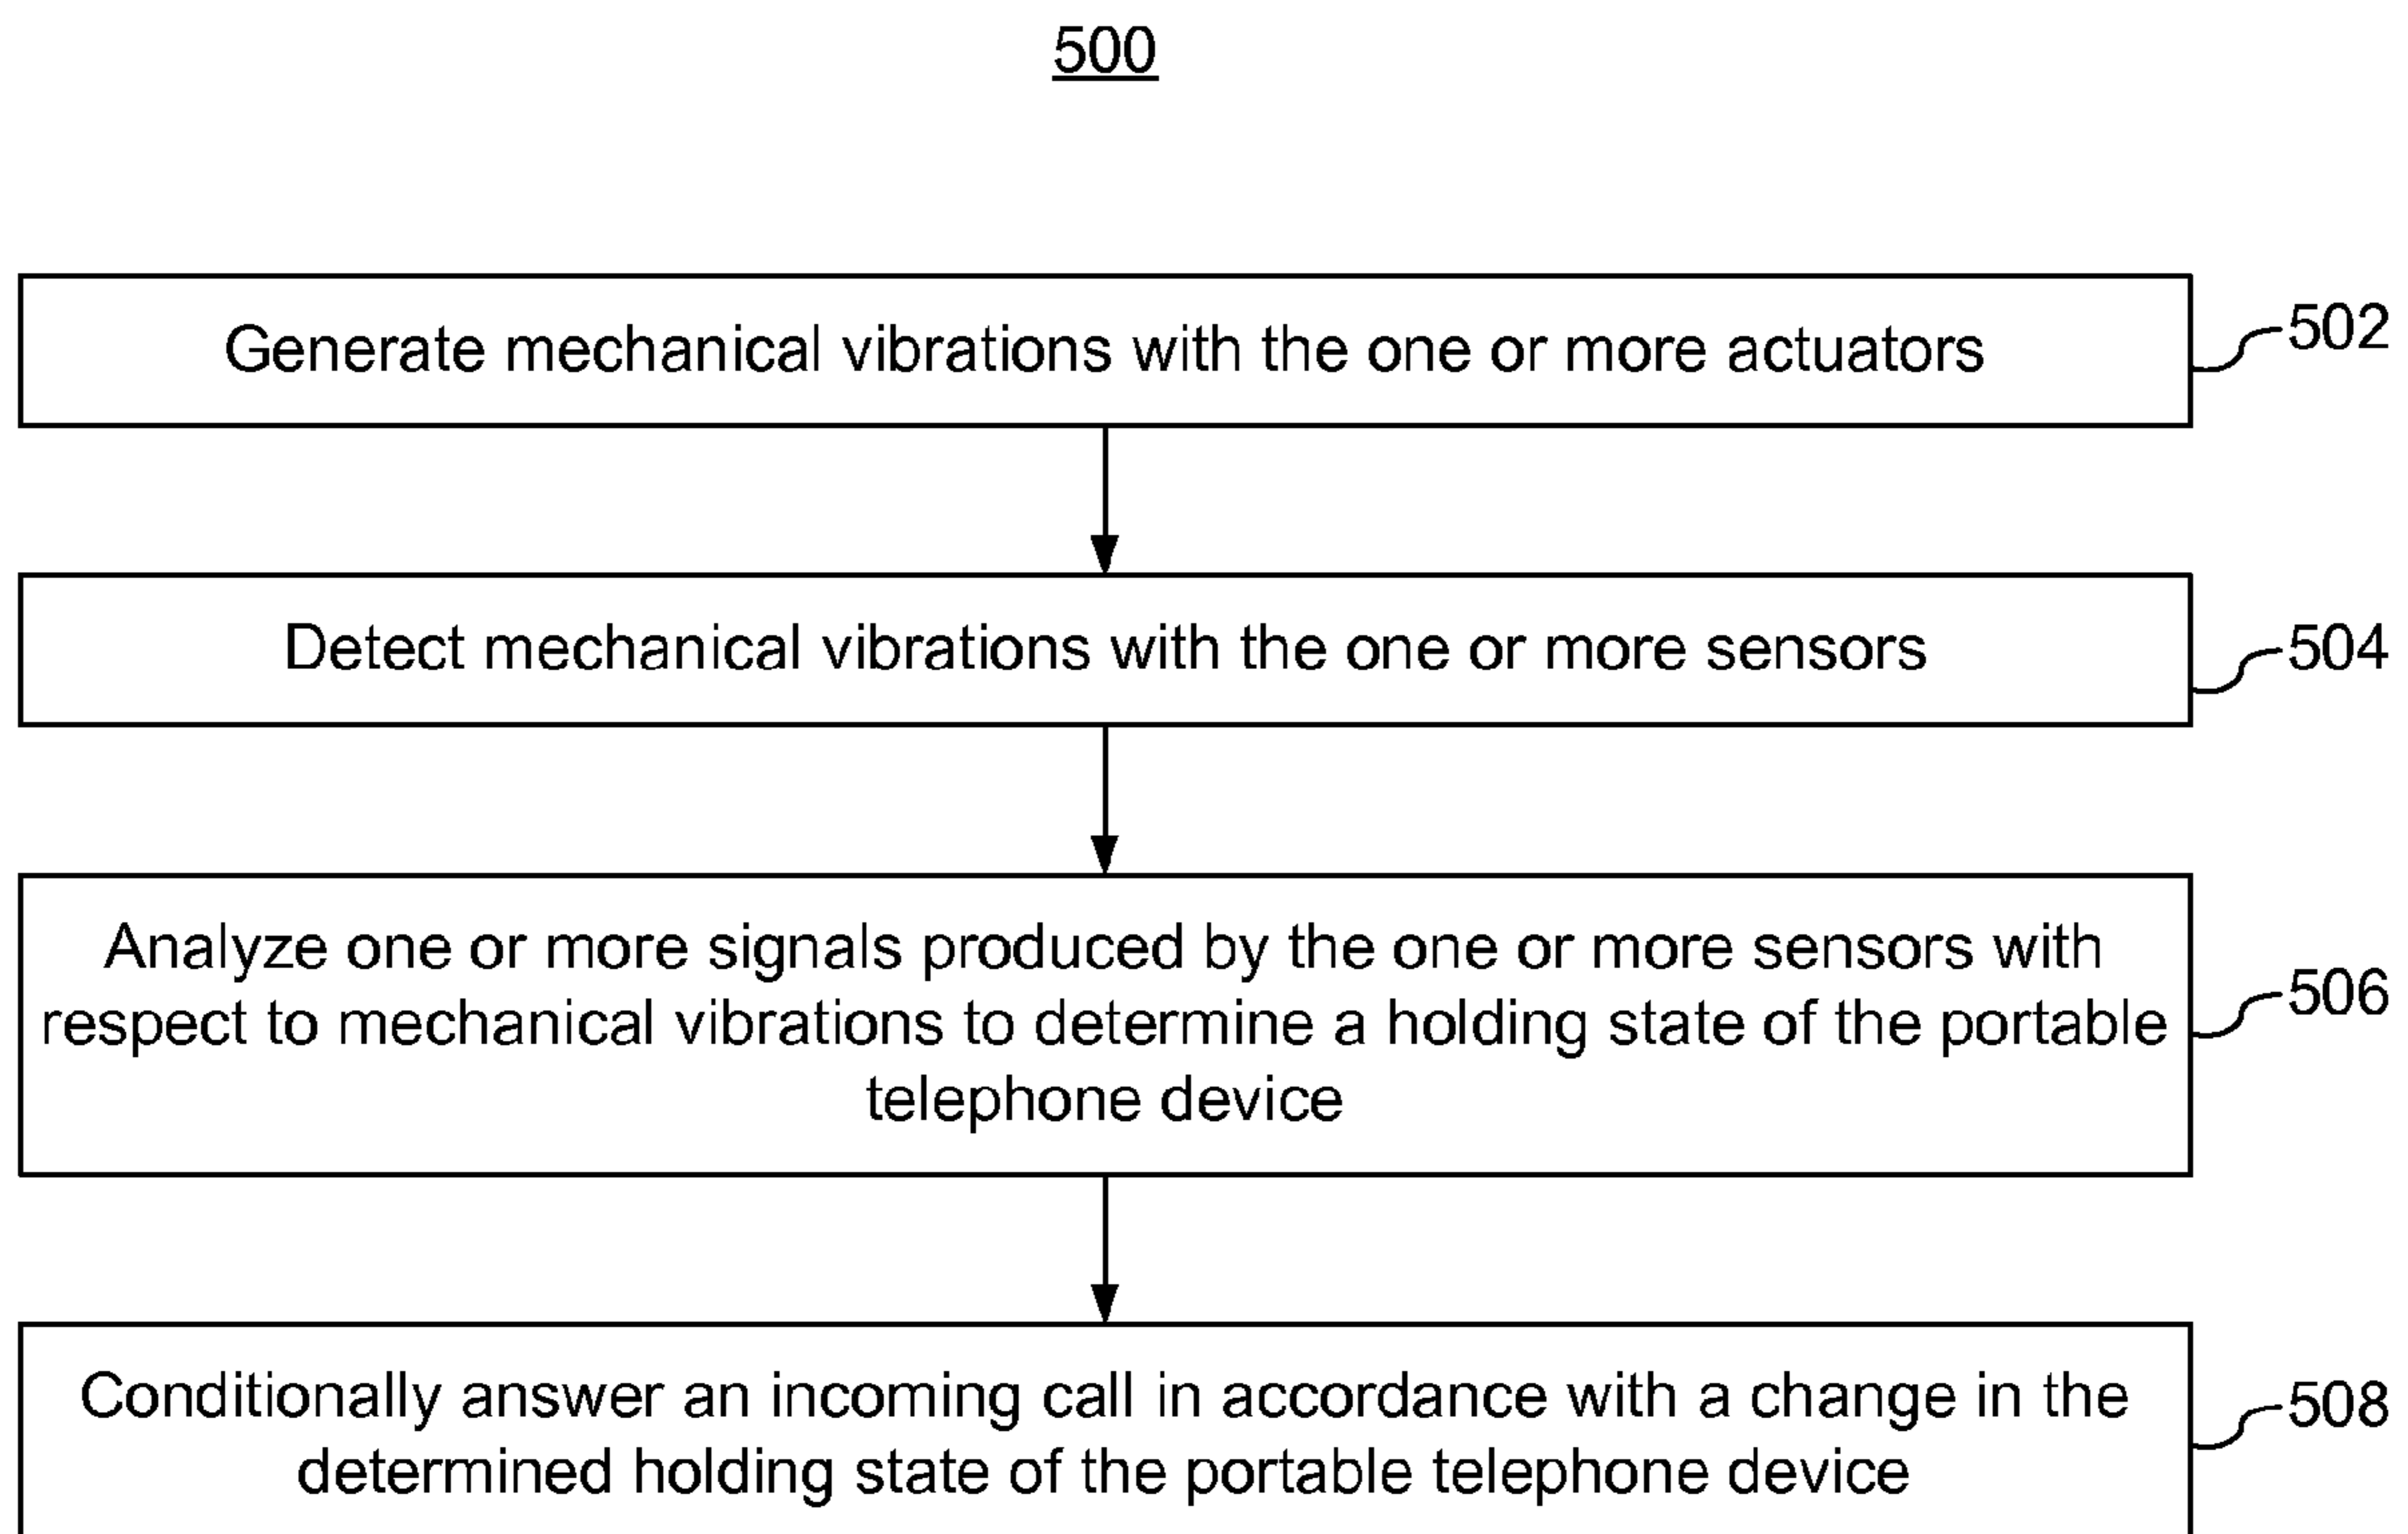 500
Generate mechanical vibrations with the one or more actuators
502
Detect mechanical vibrations with the one or more sensors
504
Analyze one or more signals produced by the one or more sensors with
respect to mechanical vibrations to determine a holding state of the portable
telephone device
506
Conditionally answer an incoming call in accordance with a change in the
determined holding state of the portable telephone device
508